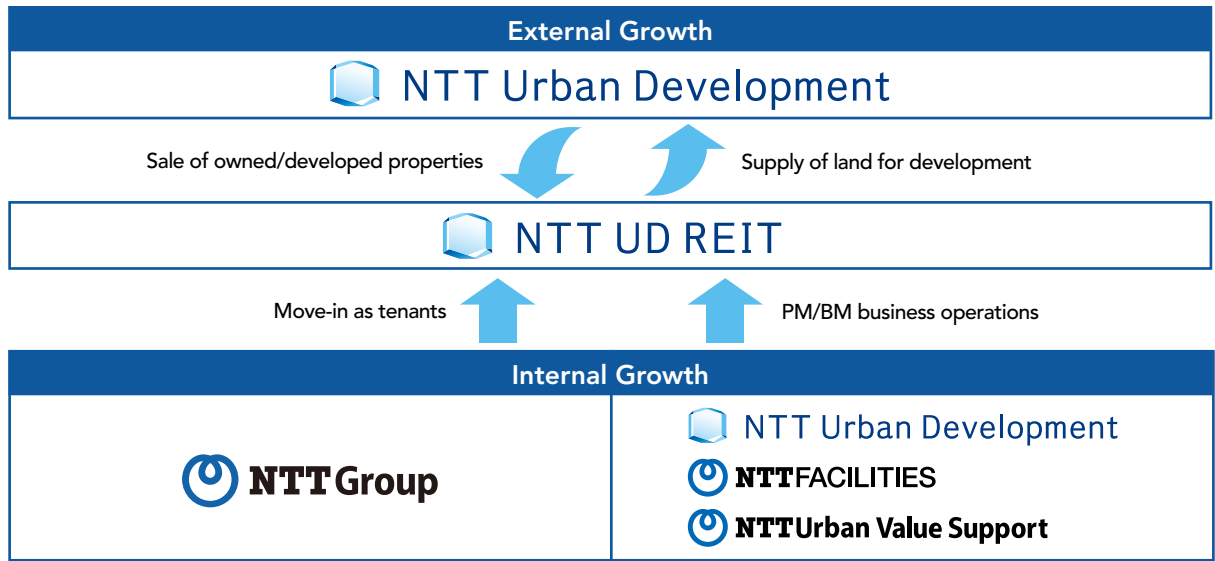 External Growth
NTT Urban Development
Sale of owned/developed properties
Supply of land for development
NTT UD REIT
Move-in as tenants
PM/BM business operations
Internal Growth
NTT Group
NTT Urban Development
NTT FACILITIES
NTT Urban Value Support